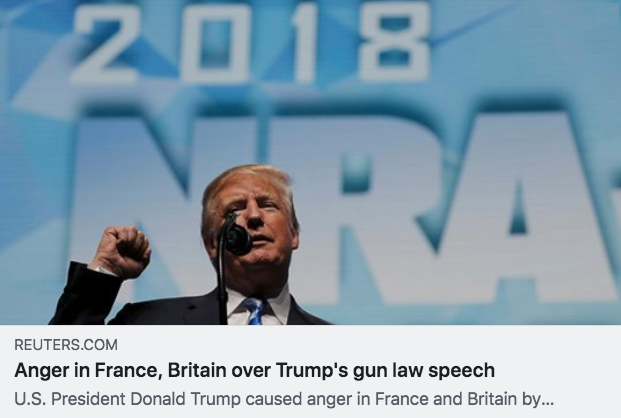 2018
NRA
REUTERS.COM
Anger in France, Britain over Trump's gun law speech
U.S. President Donald Trump caused anger in France and Britain by...